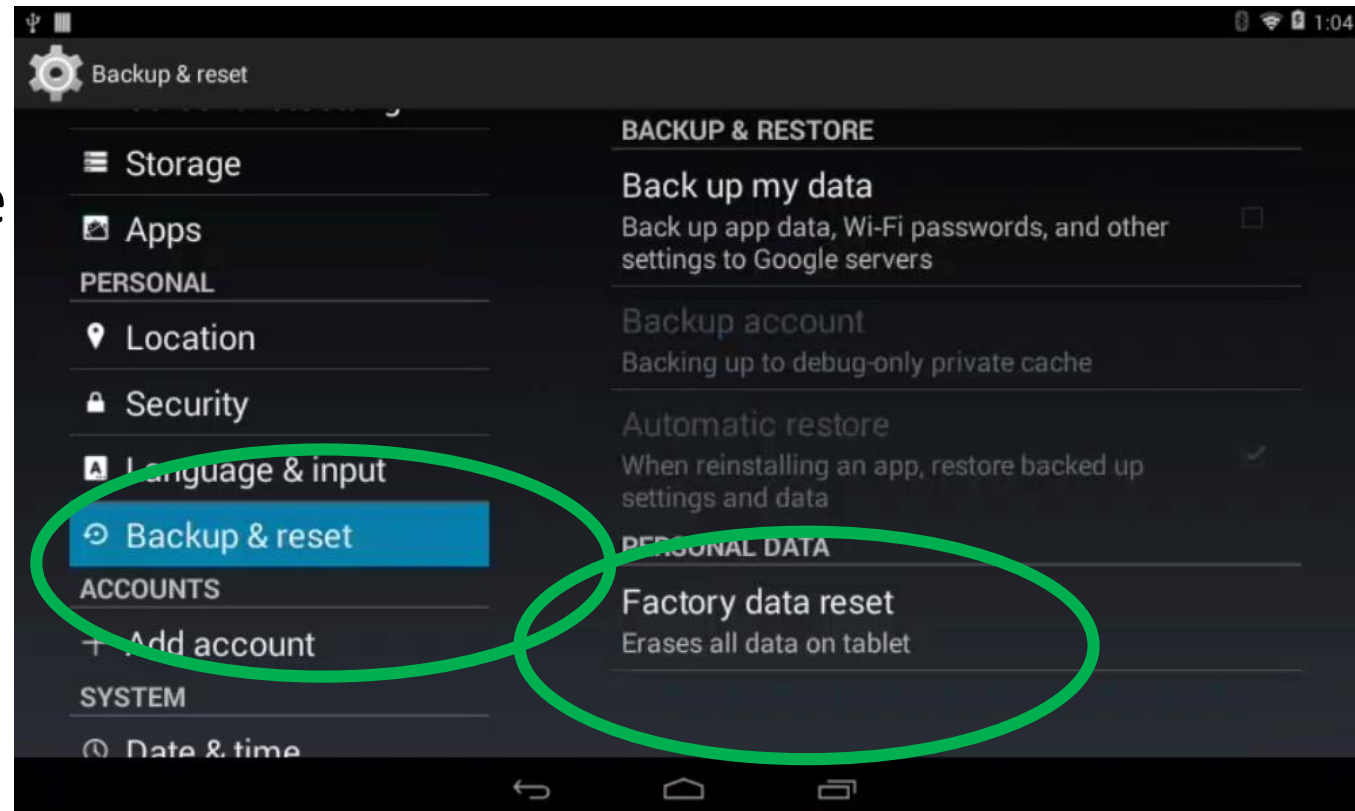 1:04
Backup & reset
Storage
Apps
PERSONAL
Location
Security
Language & input
Backup & reset
ACCOUNTS
+ Add account
SYSTEM
Date & time
BACKUP & RESTORE
Back up my data
Back up app data, Wi-Fi passwords, and other
settings to Google servers
Backup account
Backing up to debug-only private cache
Automatic restore
When reinstalling an app, restore backed up
settings and data
PERSONAL DATA
Factory data reset
Erases all data on tablet